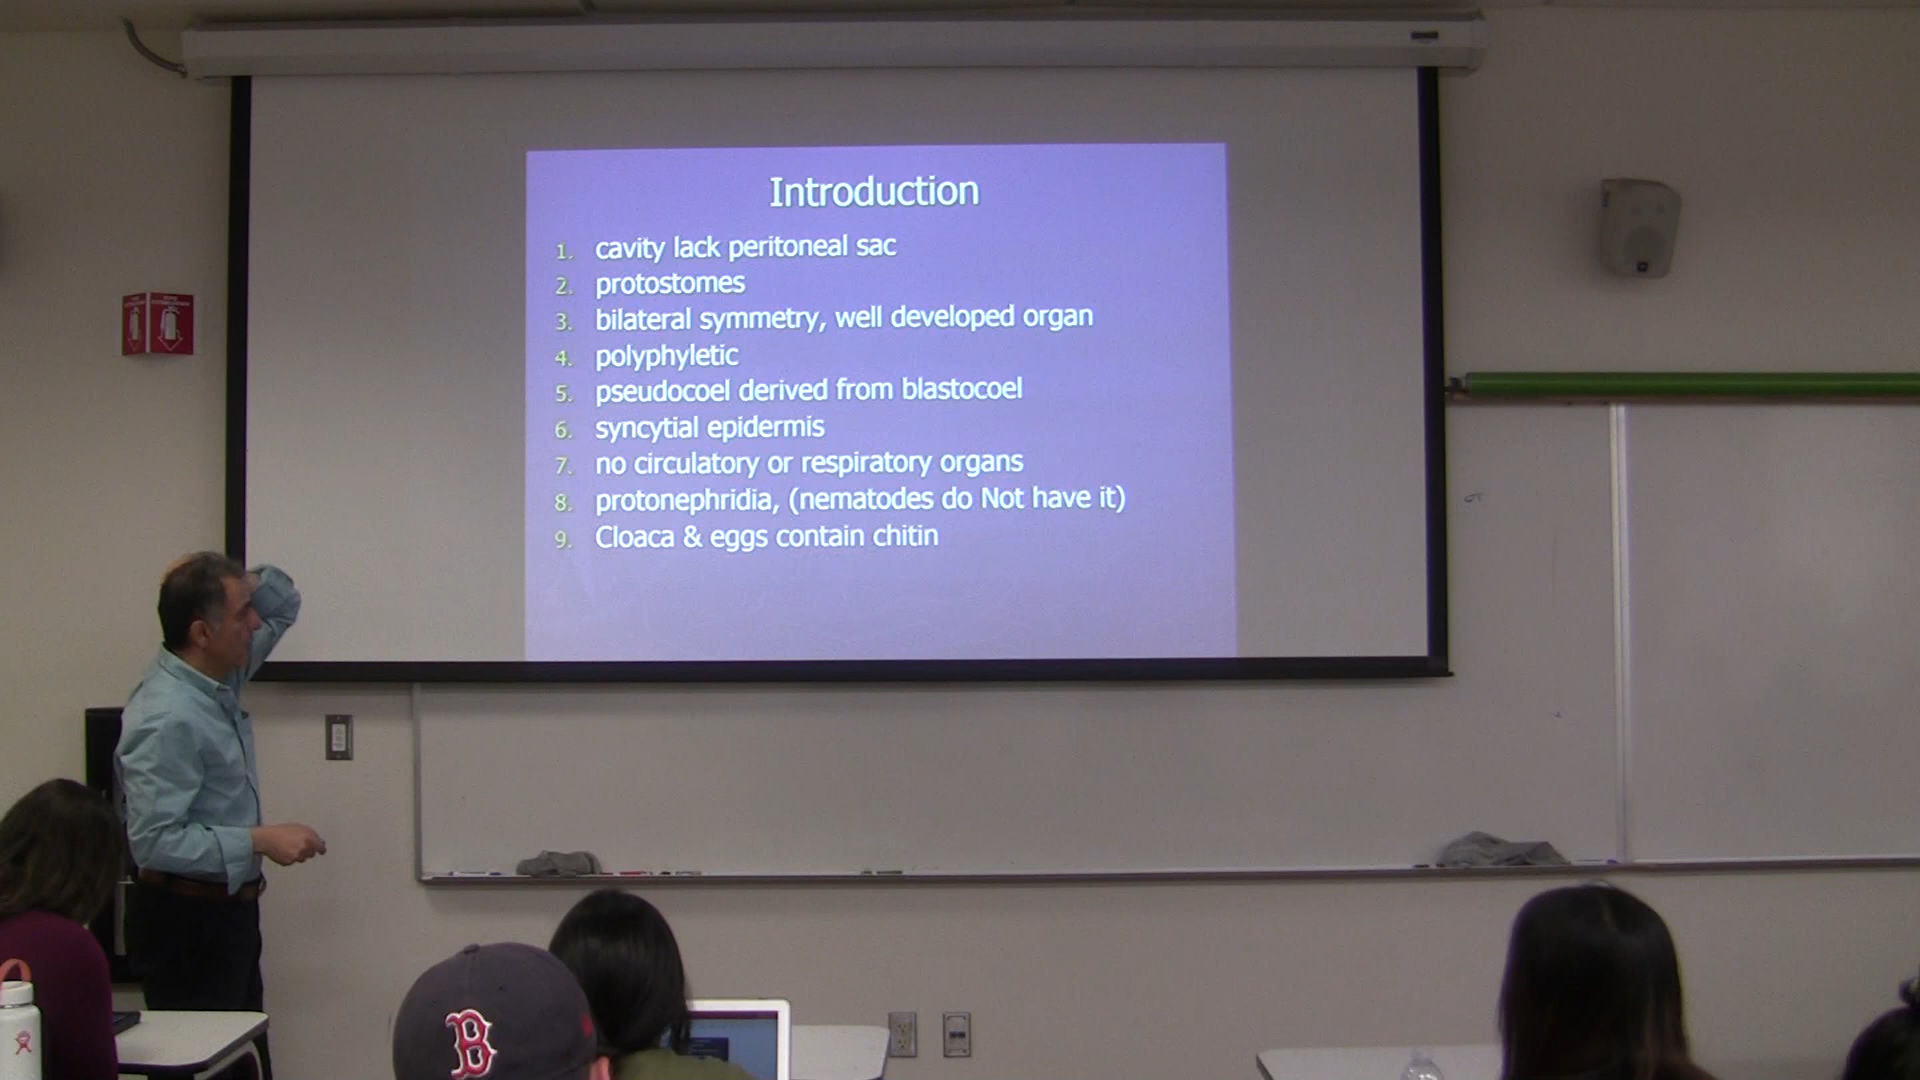 Introduction
1. cavity lack peritoneal sac
2. protostomes
3. bilateral symmetry, well developed organ
4. polyphyletic
5. pseudocoel derived from blastocoel
6. syncytial epidermis
7. no circulatory or respiratory organs
8. protonephridia, (nematodes do Not have it)
9. Cloaca & eggs contain chitin
B